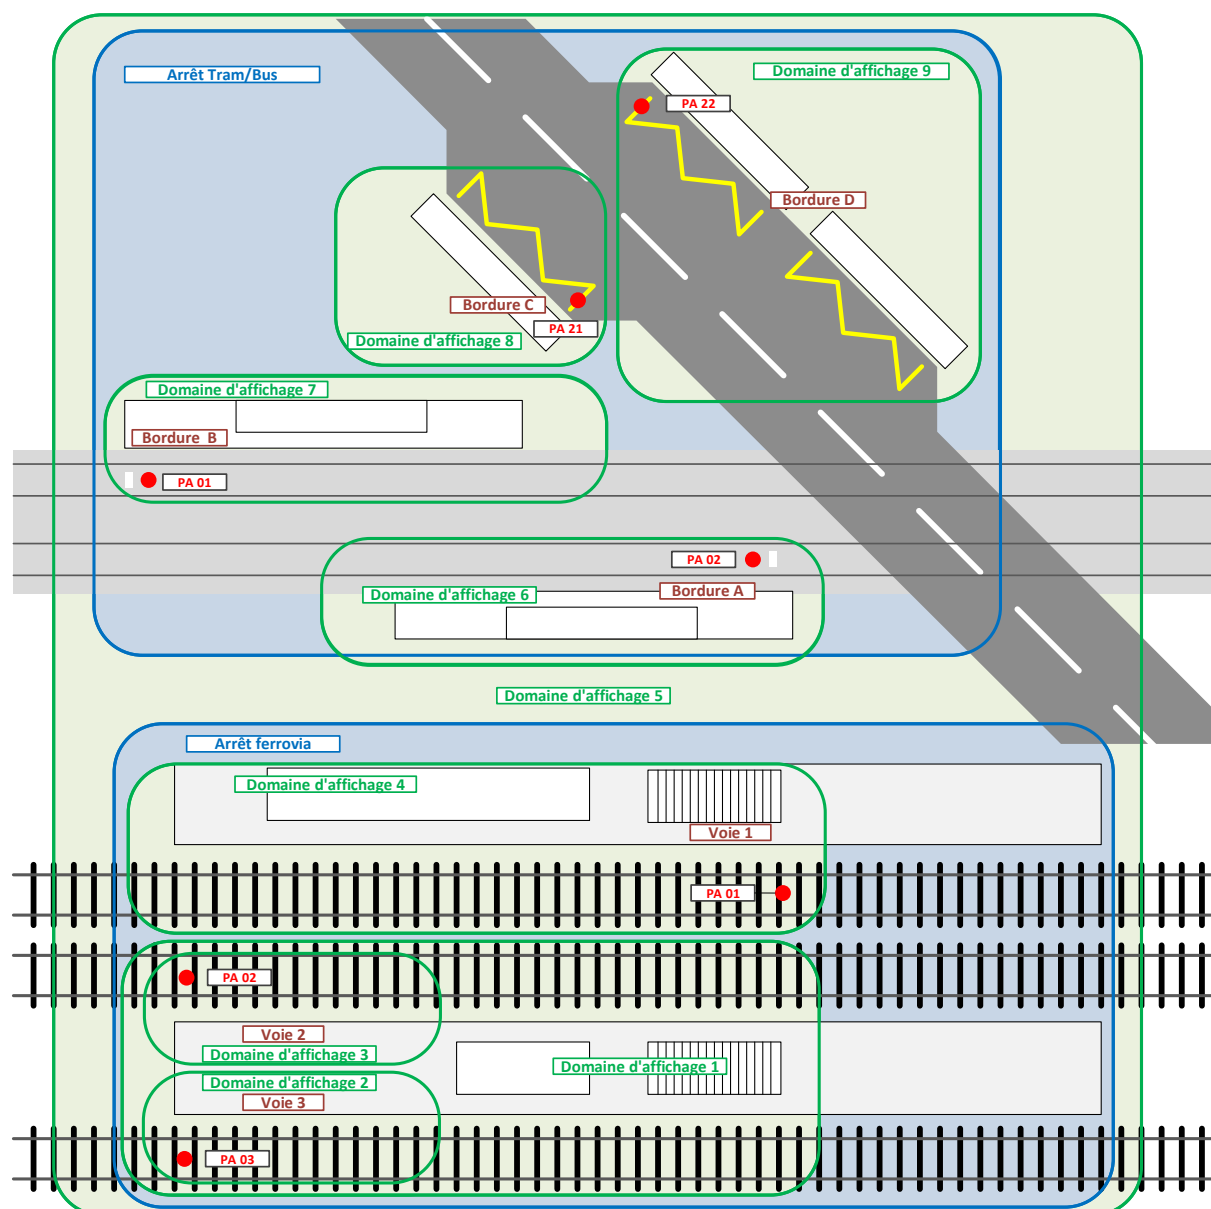 Arrêt Tram/Bus
Domaine d'affichage 9
PA 22
Bordure D
Bordure C
PA 21
Domaine d'affichage 8
Domaine d'affichage 7
Bordure B
PA 01
PA 02
Bordure A
Domaine d'affichage 6
Domaine d'affichage 5
Arrêt ferrovia
Domaine d'affichage 4
Voie 1
PA 01
PA 02
Voie 2
Domaine d'affichage 3
Domaine d'affichage 1
Domaine d'affichage 2
Voie 3
PA 03